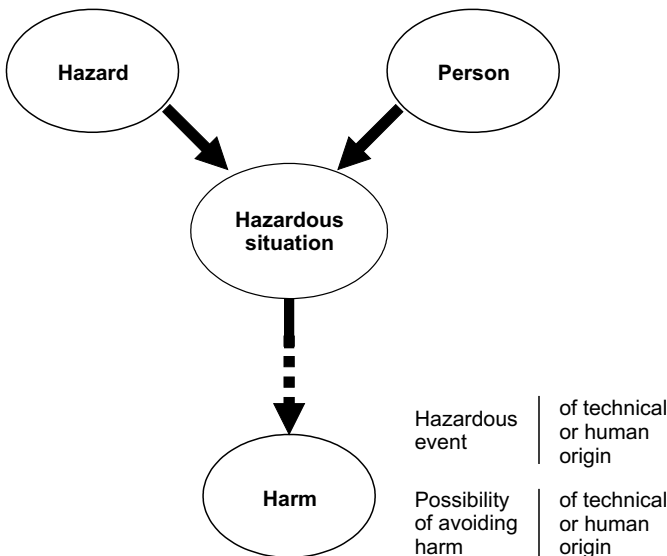 Hazard
Person
Hazardous
situation
Hazardous
event
of technical
or human
origin
Harm
Possibility
of avoiding
harm
of technical
or human
origin